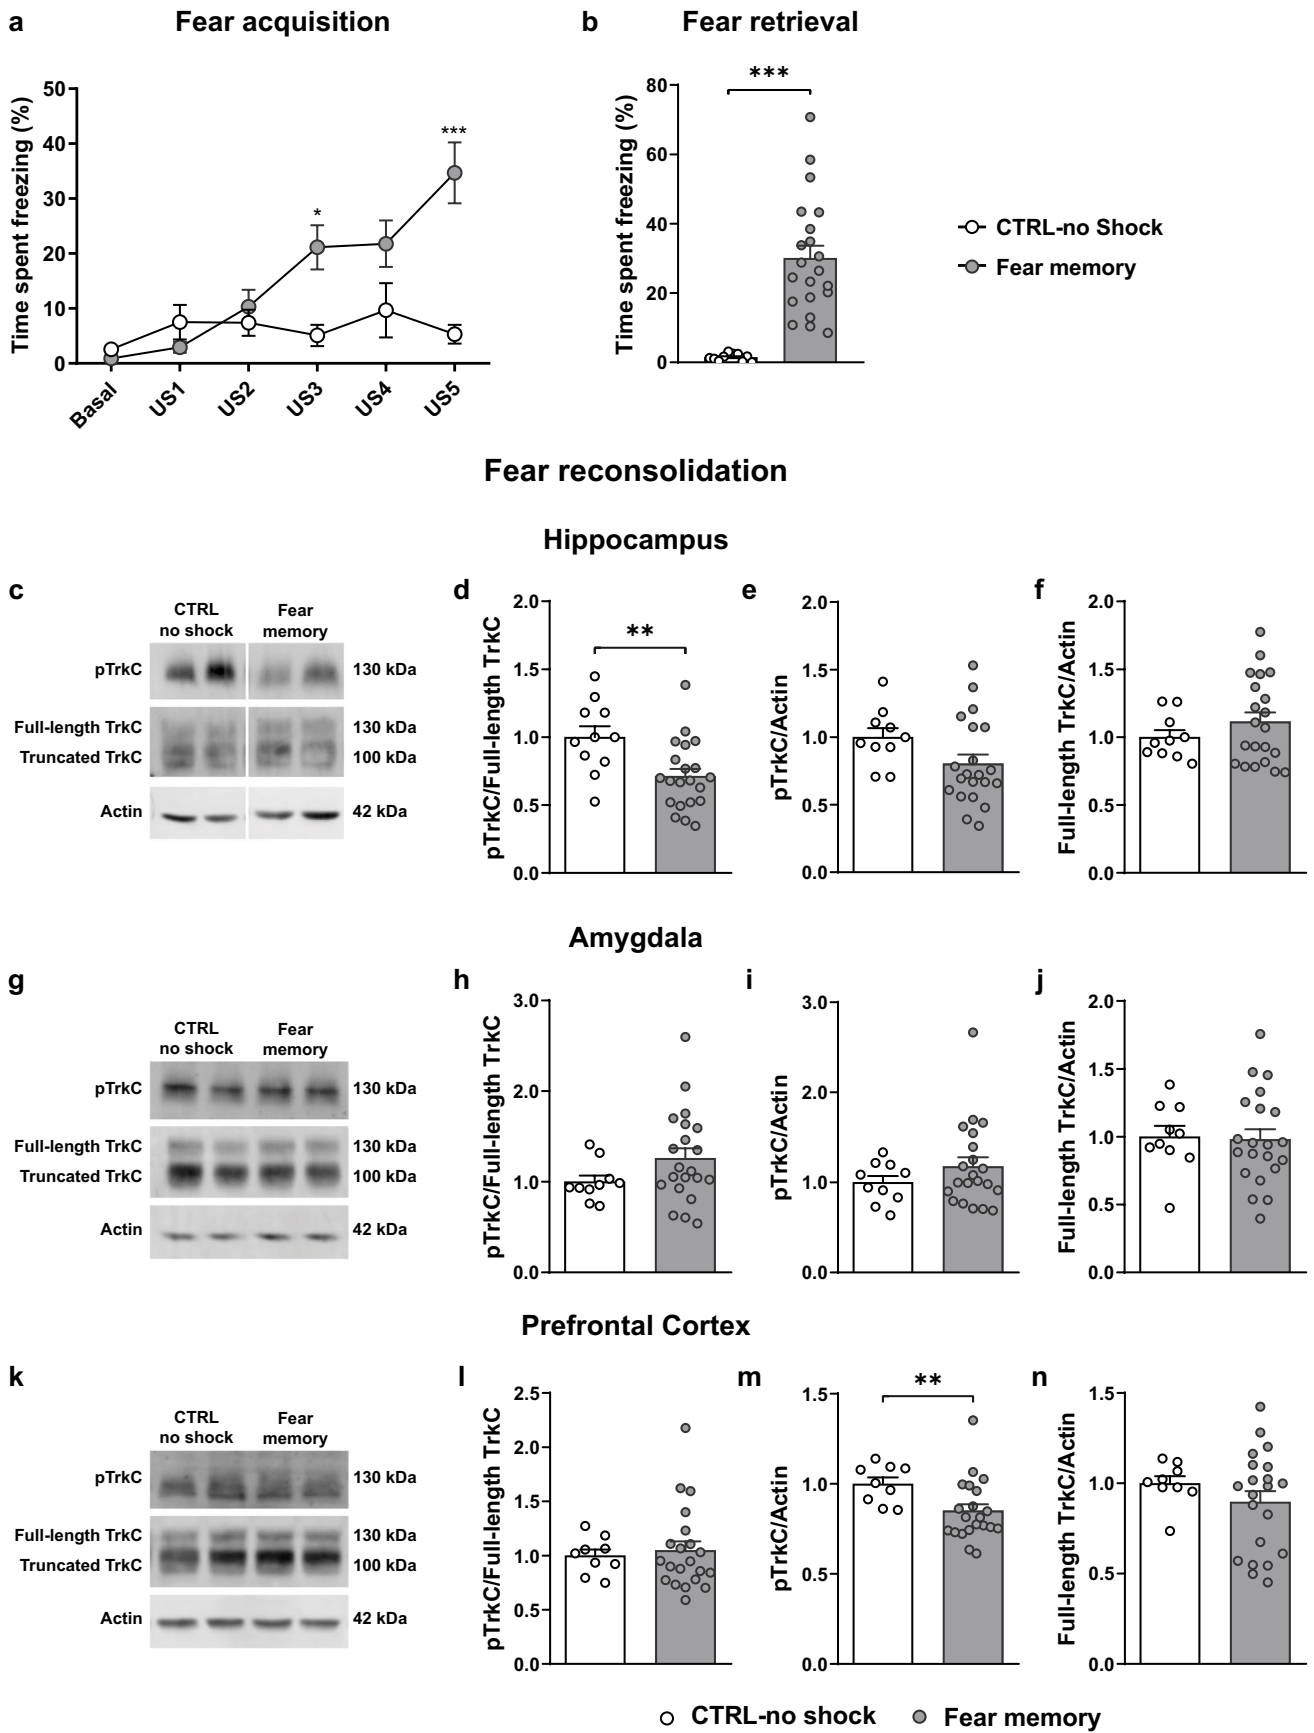 a
Fear acquisition
Time spent freezing (%)
50
40
30
20
10
0
*
***
Basal
US1
US2
US3
US4
US5
b
Fear retrieval
Time spent freezing (%)
80
60
40
20
0
***
CTRL-no Shock
Fear memory
Fear reconsolidation
Hippocampus
c
CTRL
no shock
Fear
memory
pTrkC
130 kDa
Full-length TrkC
130 kDa
Truncated TrkC
100 kDa
Actin
42 kDa
d
pTrkC/Full-length TrkC
2.0
1.5
1.0
0.5
0.0
**
e
pTrkC/Actin
2.0
1.5
1.0
0.5
0.0
f
Full-length TrkC/Actin
2.0
1.5
1.0
0.5
0.0
Amygdala
g
CTRL
no shock
Fear
memory
pTrkC
130 kDa
Full-length TrkC
130 kDa
Truncated TrkC
100 kDa
Actin
42 kDa
h
pTrkC/Full-length TrkC
3.0
2.0
1.0
0.0
i
pTrkC/Actin
3.0
2.0
1.0
0.0
j
Full-length TrkC/Actin
2.0
1.5
1.0
0.5
0.0
Prefrontal Cortex
k
CTRL
no shock
Fear
memory
pTrkC
130 kDa
Full-length TrkC
130 kDa
Truncated TrkC
100 kDa
Actin
42 kDa
l
pTrkC/Full-length TrkC
2.5
2.0
1.5
1.0
0.5
0.0
m
pTrkC/Actin
1.5
1.0
0.5
0.0
**
n
Full-length TrkC/Actin
1.5
1.0
0.5
0.0
CTRL-no shock
Fear memory